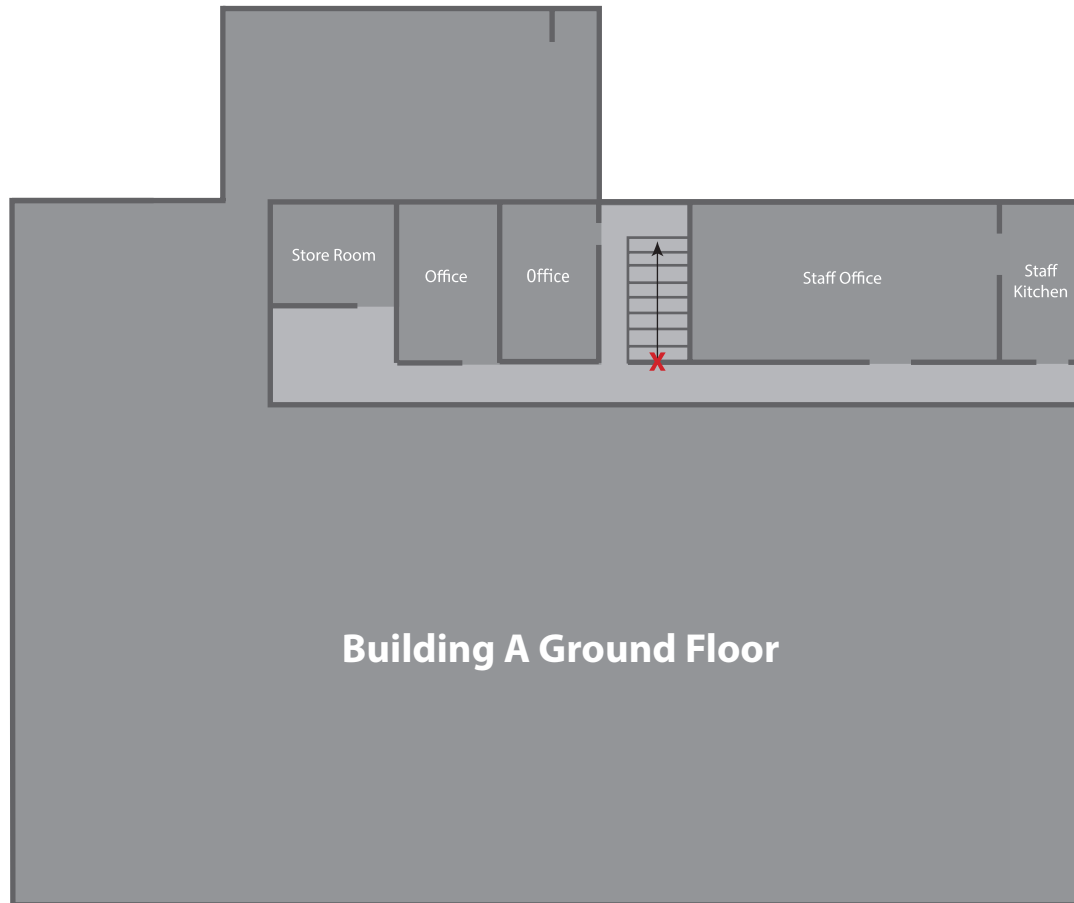 Store Room
Office
0ffice
Staff Office
Staff
Kitchen
X
Building A Ground Floor